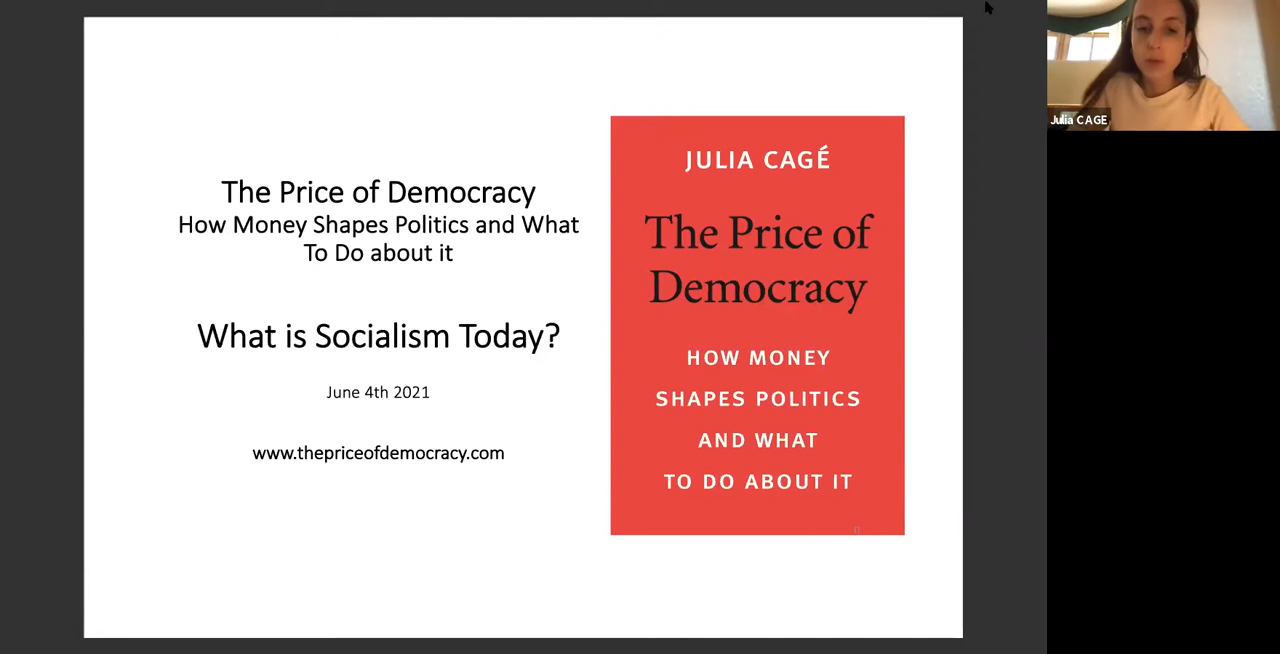 The Price of Democracy
How Money Shapes Politics and What
To Do about it
What is Socialism Today?
June 4th 2021
www.thepriceofdemocracy.com
JULIA CAGÉ
The Price of
Democracy
HOW MONEY
SHAPES POLITICS
AND WHAT
TO DO ABOUT IT
Julia CAGE